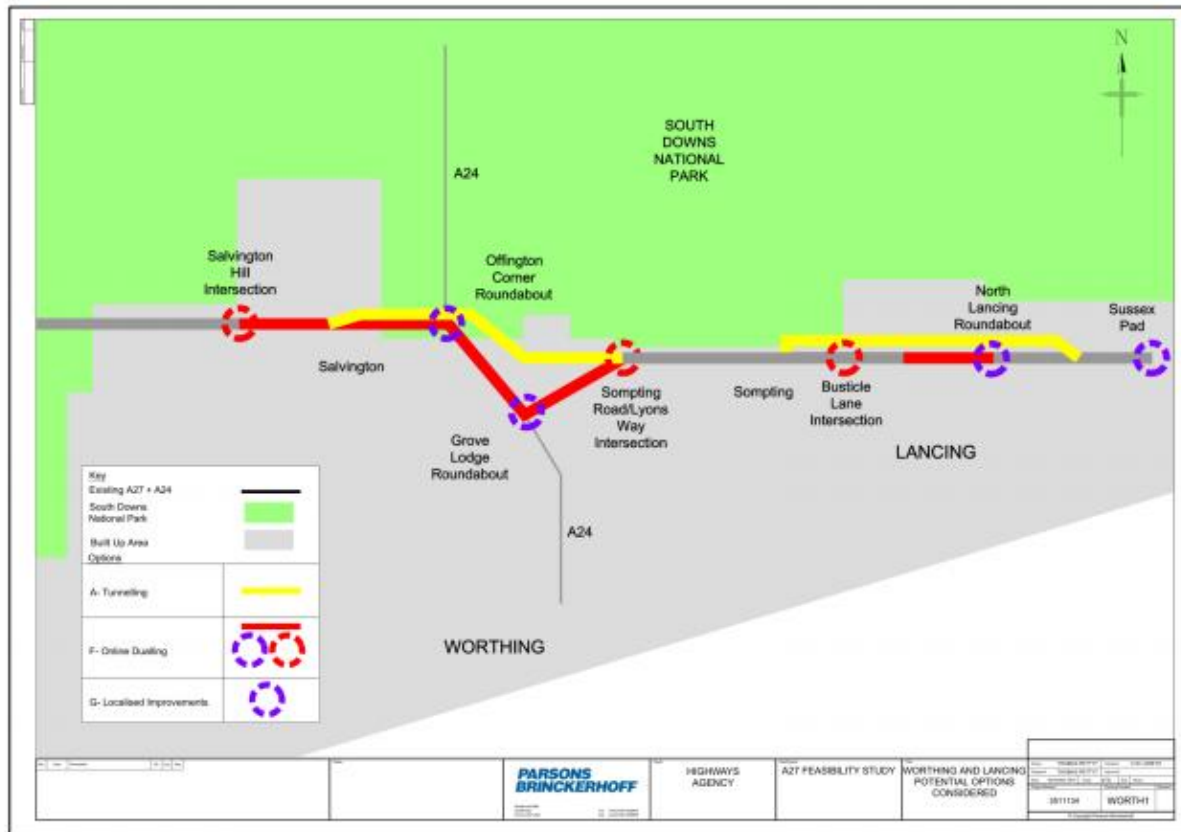 N
SOUTH
DOWNS
NATIONAL
PARK
A24
Salvington
Hill
Intersection
Offington
Corner
Roundabout
North
Lancing
Roundabout
Sussex
Pad
Salvington
Sompting
Road/Lyons
Way
Intersection
Sompting
Busticle
Lane
Intersection
Grove
Lodge
Roundabout
LANCING
A24
WORTHING
Key
Existing A27 + A24
South Downs
National Park
Built Up Area
Options
A- Tunnelling
F- Online Dualling
G- Localised Improvements
PARSONS
BRINCKERHOFF
HIGHWAYS
AGENCY
A27 FEASIBILITY STUDY
WORTHING AND LANCING
POTENTIAL OPTIONS
CONSIDERED
WORTH1